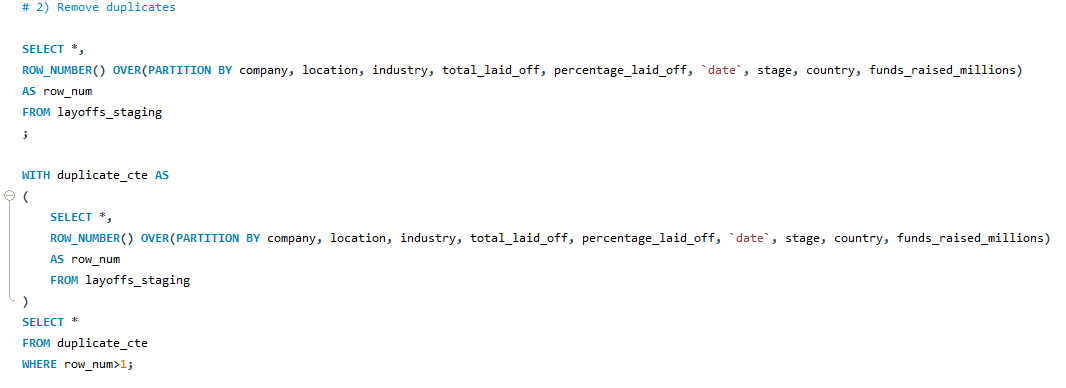 # 2) Remove duplicates
SELECT *,
ROW_NUMBER() OVER(PARTITION BY company, location, industry, total_laid_off, percentage_laid_off, `date`, stage, country, funds_raised_millions)
AS row_num
FROM layoffs_staging
;
WITH duplicate_cte AS
(
SELECT *,
ROW_NUMBER() OVER(PARTITION BY company, location, industry, total_laid_off, percentage_laid_off, `date`, stage, country, funds_raised_millions)
AS row_num
FROM layoffs_staging
)
SELECT *
FROM duplicate_cte
WHERE row_num>1;